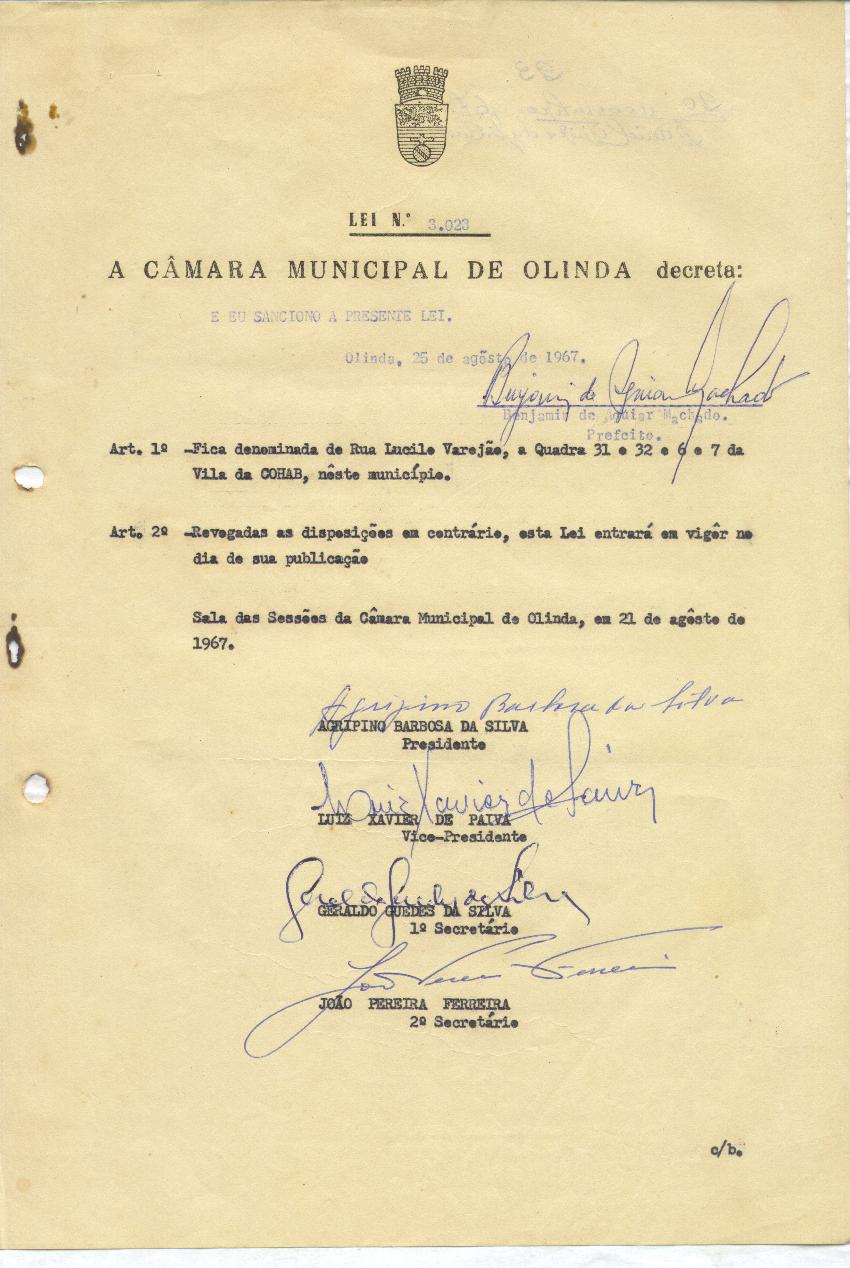 LEI N.º 3.023
A CÂMARA MUNICIPAL DE OLINDA decreta:
E EU SANCIONO A PRESENTE LEI.
Olinda, 25 de agôsto de 1967.
Benjamin de Aguiar Machado
Benjamin de Aguiar Machado.
Prefeito.
Art. 1º -Fica denominada de Rua Lucilo Varejão, a Quadra 31 e 32 e 6 e 7 da
Vila da COHAB, nêste município.
Art. 2º -Revogadas as disposições em contrário, esta Lei entrará em vigôr no
dia de sua publicação
Sala das Sessões da Câmara Municipal de Olinda, em 21 de agôsto de
1967.
Agripino Barbosa da Silva
AGRIPINO BARBOSA DA SILVA
Presidente
Luiz Xavier de Paiva
LUIZ XAVIER DE PAIVA
Vice-Presidente
Geraldo Guedes da Silva
GERALDO GUEDES DA SILVA
1º Secretário
João Pereira Ferreira
JOÃO PEREIRA FERREIRA
2º Secretário
c/b.